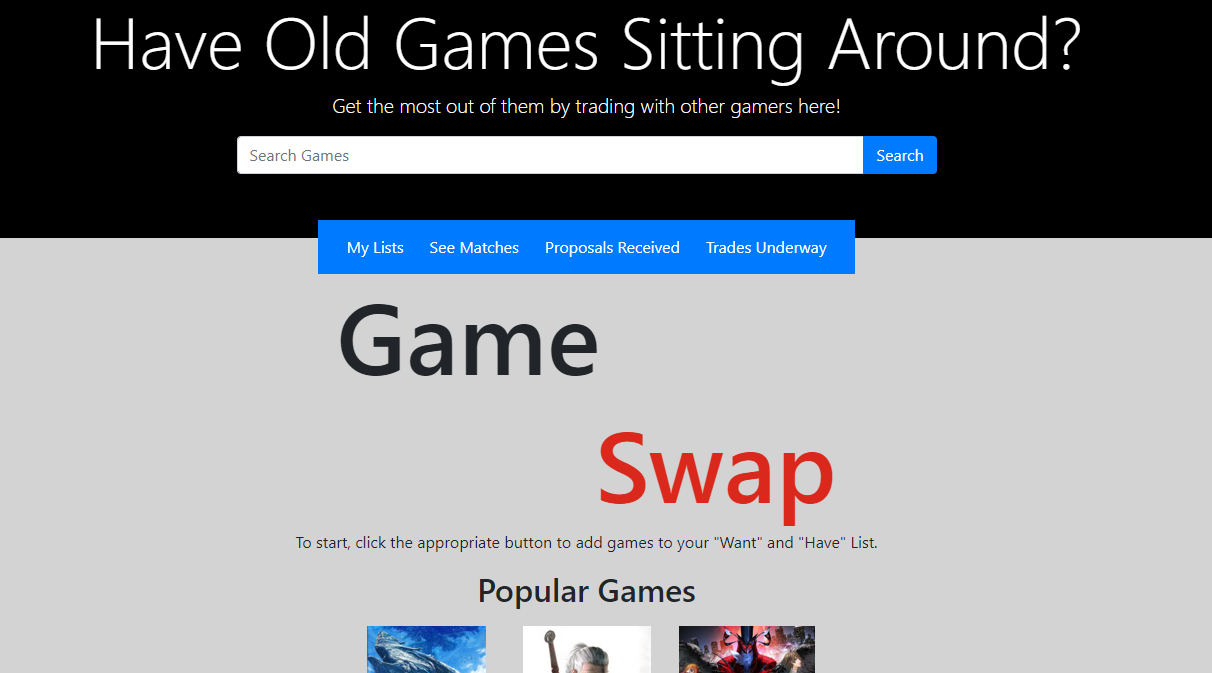 Have Old Games Sitting Around?
Get the most out of them by trading with other gamers here!
Search Games
Search
My Lists See Matches Proposals Received Trades Underway
Game
Swap
To start, click the appropriate button to add games to your "Want" and "Have" List.
Popular Games